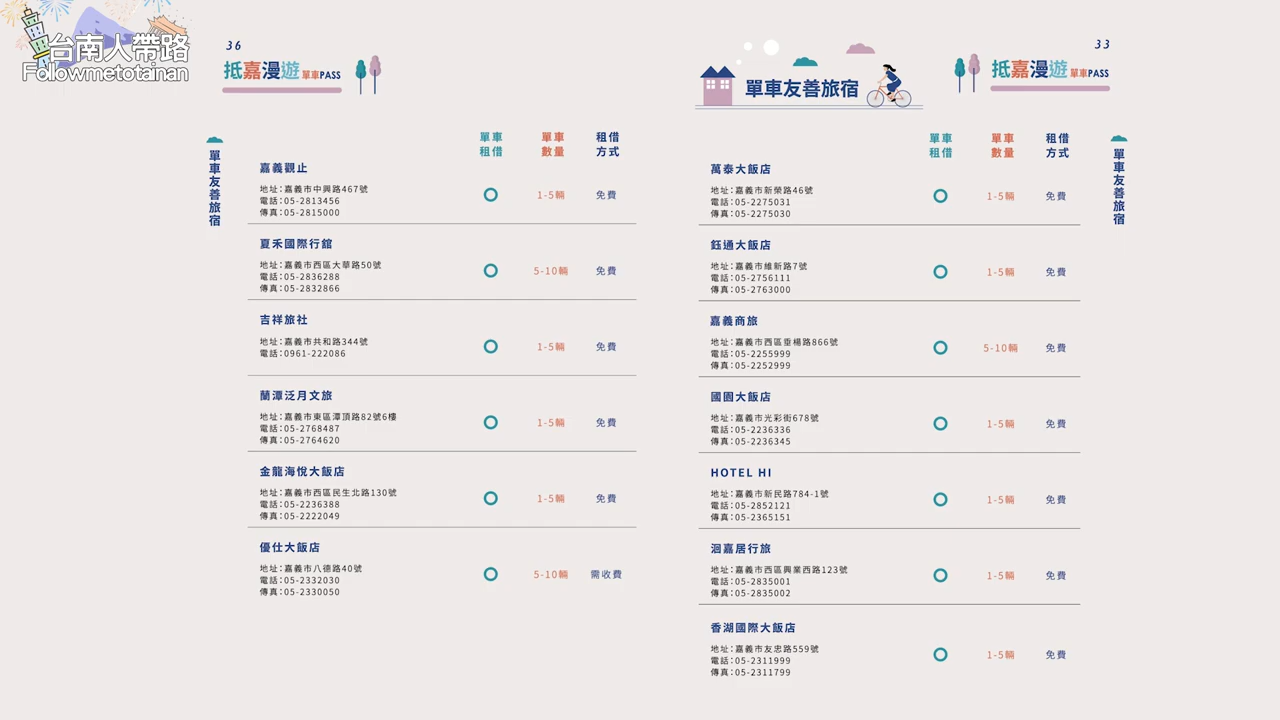 台南人帶路
Followmetotainan
36
抵嘉漫遊 單車PASS
單車友善旅宿
單車租借
單車數量
租借方式
嘉義觀止
地址:嘉義市中興路467號
電話:05-2813456
傳真:05-2815000
1-5輛
免費
夏禾國際行館
地址:嘉義市西區大華路50號
電話:05-2836288
傳真:05-2832866
5-10輛
免費
吉祥旅社
地址:嘉義市共和路344號
電話:0961-222086
1-5輛
免費
蘭潭泛月文旅
地址:嘉義市東區潭頂路82號6樓
電話:05-2768487
傳真:05-2764620
1-5輛
免費
金龍海悅大飯店
地址:嘉義市西區民生北路130號
電話:05-2236388
傳真:05-2222049
1-5輛
免費
優仕大飯店
地址:嘉義市八德路40號
電話:05-2332030
傳真:05-2330050
5-10輛
需收費
單車友善旅宿
33
抵嘉漫遊 單車PASS
單車友善旅宿
單車租借
單車數量
租借方式
萬泰大飯店
地址:嘉義市新榮路46號
電話:05-2275031
傳真:05-2275030
1-5輛
免費
鈺通大飯店
地址:嘉義市維新路7號
電話:05-2756111
傳真:05-2763000
1-5輛
免費
嘉義商旅
地址:嘉義市西區垂楊路866號
電話:05-2255999
傳真:05-2252999
5-10輛
免費
國園大飯店
地址:嘉義市光彩街678號
電話:05-2236336
傳真:05-2236345
1-5輛
免費
HOTEL HI
地址:嘉義市新民路784-1號
電話:05-2852121
傳真:05-2365151
1-5輛
免費
洄嘉居行旅
地址:嘉義市西區興業西路123號
電話:05-2835001
傳真:05-2835002
1-5輛
免費
香湖國際大飯店
地址:嘉義市友忠路559號
電話:05-2311999
傳真:05-2311799
1-5輛
免費